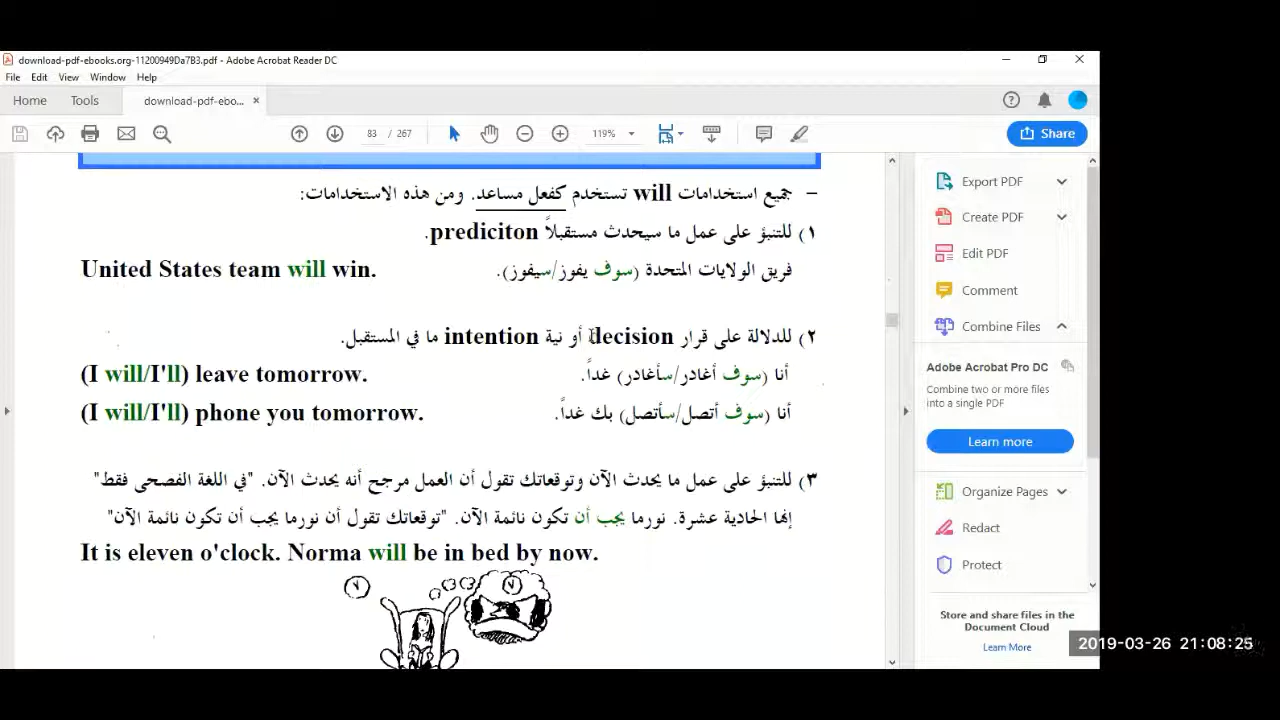 download-pdf-ebooks.org-11200949Da7B3.pdf - Adobe Acrobat Reader DC
File Edit View Window Help
Home Tools download-pdf-ebo... ×
83 / 267 119% Share
- جميع استخدامات will تستخدم كفعل مساعد. ومن هذه الاستخدامات:
١) للتنبؤ على عمل ما سيحدث مستقبلاً prediciton.
فريق الولايات المتحدة (سوف يفوز/سيفوز).
United States team will win.
٢) للدلالة على قرار decision أو نية intention ما في المستقبل.
أنا (سوف أغادر/سأغادر) غداً.
(I will/I'll) leave tomorrow.
أنا (سوف أتصل/سأتصل) بك غداً.
(I will/I'll) phone you tomorrow.
٣) للتنبؤ على عمل ما يحدث الآن وتوقعاتك تقول أن العمل مرجح أنه يحدث الآن. "في اللغة الفصحى فقط"
إنها الحادية عشرة. نورما يجب أن تكون نائمة الآن. "توقعاتك تقول أن نورما يجب أن تكون نائمة الآن"
It is eleven o'clock. Norma will be in bed by now.
Export PDF
Create PDF
Edit PDF
Comment
Combine Files
Adobe Acrobat Pro DC
Combine two or more files
into a single PDF
Learn more
Organize Pages
Redact
Protect
Store and share files in the
Document Cloud
Learn More
2019-03-26 21:08:25